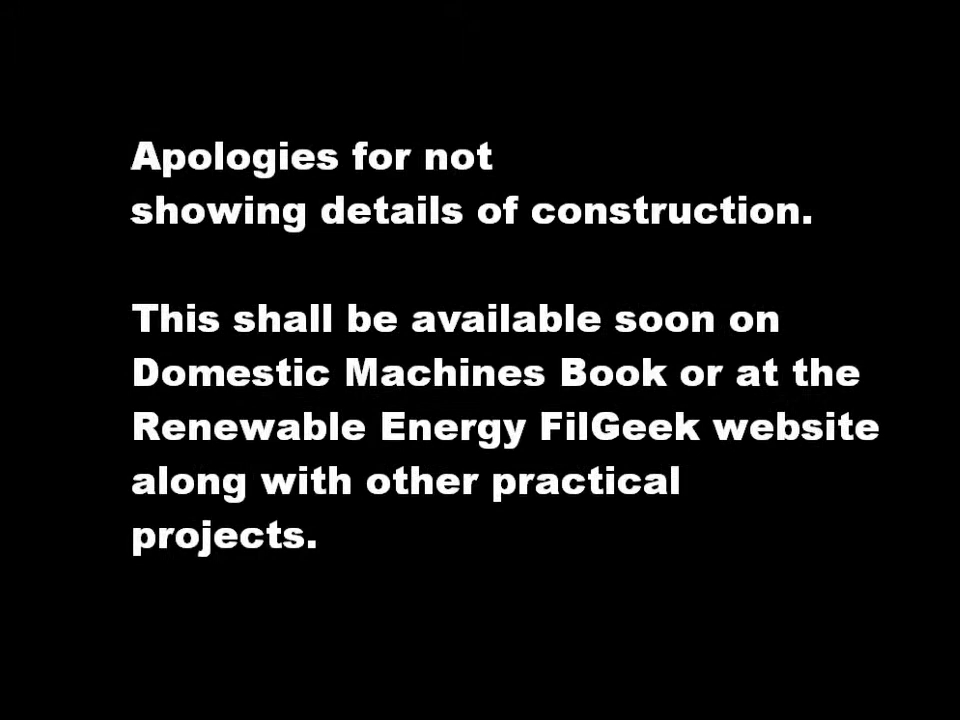 Apologies for not
showing details of construction.
This shall be available soon on
Domestic Machines Book or at the
Renewable Energy FilGeek website
along with other practical
projects.